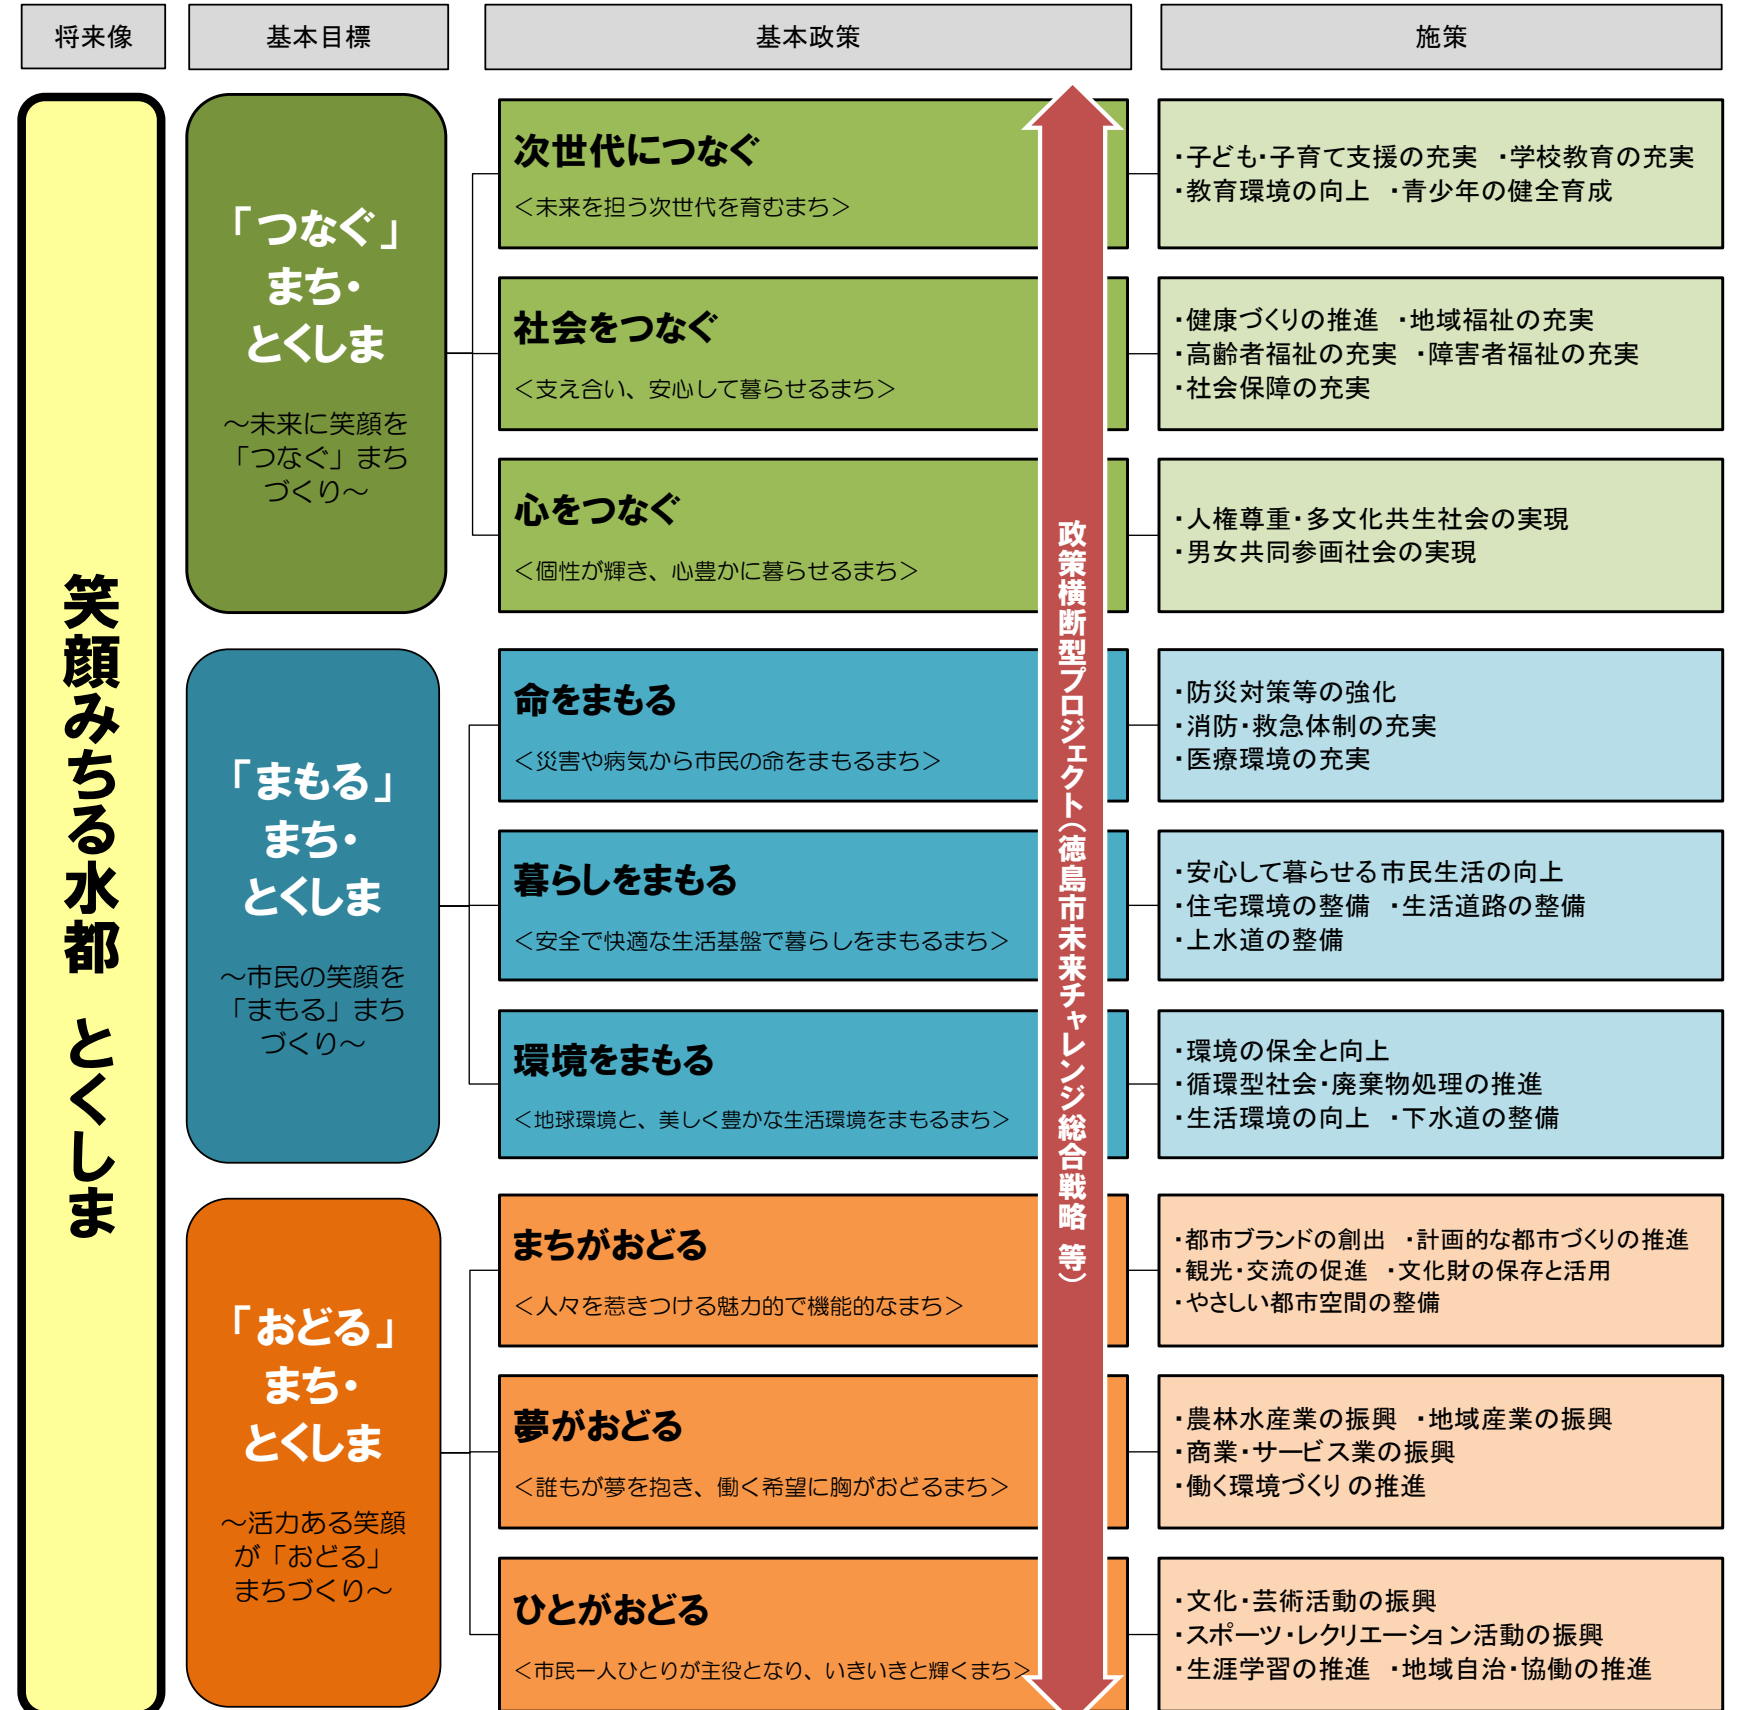 将来像
基本目標
基本政策
施策
笑顔みちる水都　とくしま
「つなぐ」
まち・
とくしま
～未来に笑顔を
「つなぐ」まち
づくり～
次世代につなぐ
＜未来を担う次世代を育むまち＞
・子ども・子育て支援の充実　・学校教育の充実
・教育環境の向上　・青少年の健全育成
社会をつなぐ
＜支え合い、安心して暮らせるまち＞
・健康づくりの推進　・地域福祉の充実
・高齢者福祉の充実　・障害者福祉の充実
・社会保障の充実
心をつなぐ
＜個性が輝き、心豊かに暮らせるまち＞
・人権尊重・多文化共生社会の実現
・男女共同参画社会の実現
「まもる」
まち・
とくしま
～市民の笑顔を
「まもる」まち
づくり～
命をまもる
＜災害や病気から市民の命をまもるまち＞
・防災対策等の強化
・消防・救急体制の充実
・医療環境の充実
暮らしをまもる
＜安全で快適な生活基盤で暮らしをまもるまち＞
・安心して暮らせる市民生活の向上
・住宅環境の整備　・生活道路の整備
・上水道の整備
環境をまもる
＜地球環境と、美しく豊かな生活環境をまもるまち＞
・環境の保全と向上
・循環型社会・廃棄物処理の推進
・生活環境の向上　・下水道の整備
「おどる」
まち・
とくしま
～活力ある笑顔
が「おどる」
まちづくり～
まちがおどる
＜人々を惹きつける魅力的で機能的なまち＞
・都市ブランドの創出　・計画的な都市づくりの推進
・観光・交流の促進　・文化財の保存と活用
・やさしい都市空間の整備
夢がおどる
＜誰もが夢を抱き、働く希望に胸がおどるまち＞
・農林水産業の振興　・地域産業の振興
・商業・サービス業の振興
・働く環境づくりの推進
ひとがおどる
＜市民一人ひとりが主役となり、いきいきと輝くまち＞
・文化・芸術活動の振興
・スポーツ・レクリエーション活動の振興
・生涯学習の推進　・地域自治・協働の推進
政策横断型プロジェクト（徳島市未来チャレンジ総合戦略　等）